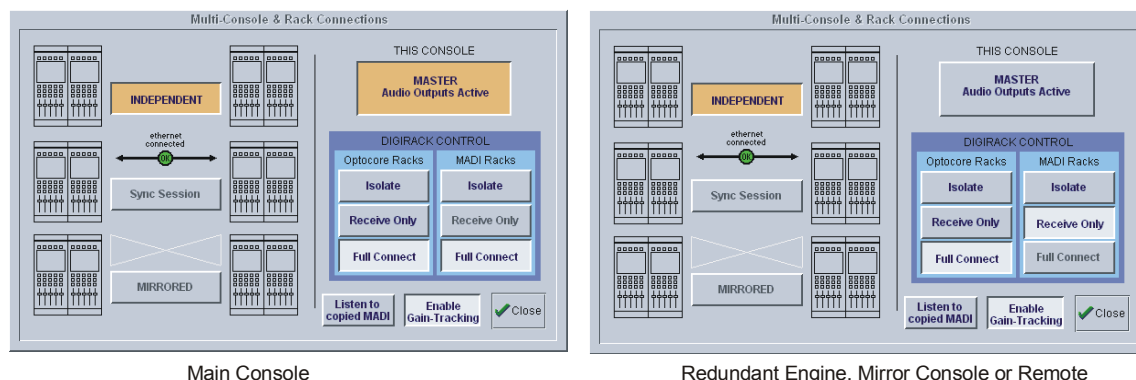 Multi-Console & Rack Connections
INDEPENDENT
ethernet
connected
OK
Sync Session
MIRRORED
THIS CONSOLE
MASTER
Audio Outputs Active
DIGIRACK CONTROL
Optocore Racks
MADI Racks
Isolate
Isolate
Receive Only
Receive Only
Full Connect
Full Connect
Listen to
copied MADI
Enable
Gain-Tracking
Close
Main Console
Multi-Console & Rack Connections
INDEPENDENT
ethernet
connected
OK
Sync Session
MIRRORED
THIS CONSOLE
MASTER
Audio Outputs Active
DIGIRACK CONTROL
Optocore Racks
MADI Racks
Isolate
Isolate
Receive Only
Receive Only
Full Connect
Full Connect
Listen to
copied MADI
Enable
Gain-Tracking
Close
Redundant Engine, Mirror Console or Remote